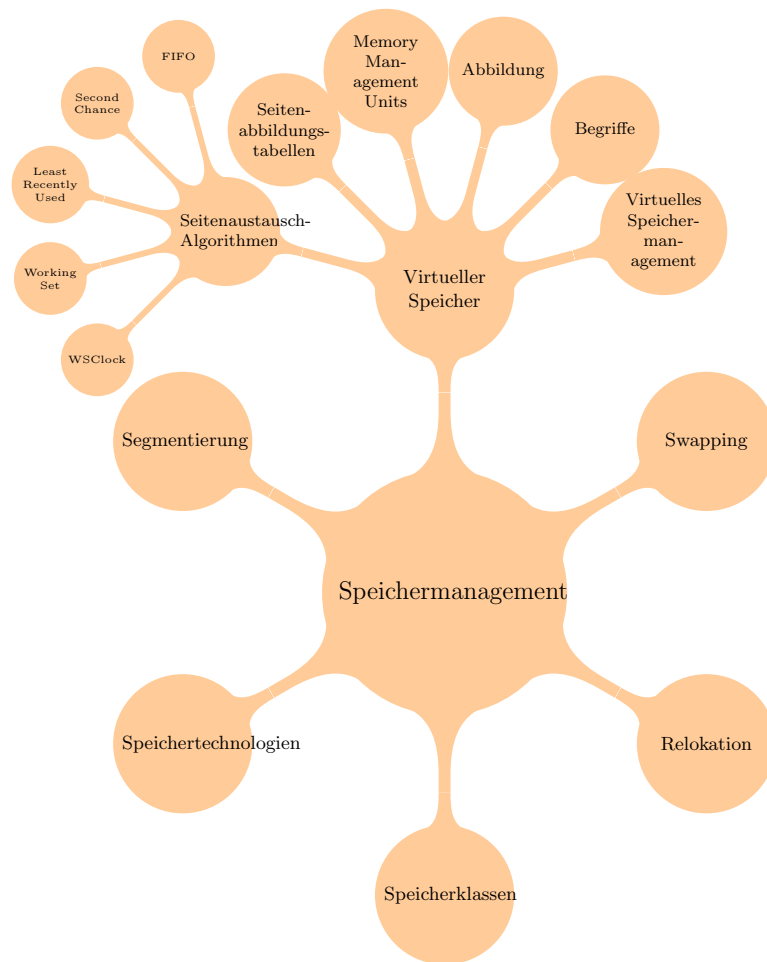 FIFO
Second
Chance
Least
Recently
Used
Working
Set
WSClock
Seitenaustausch-
Algorithmen
Seiten-
abbildungs-
tabellen
Memory
Man-
agement
Units
Abbildung
Begriffe
Virtuelles
Speicher-
man-
agement
Virtueller
Speicher
Segmentierung
Swapping
Speichermanagement
Speichertechnologien
Relokation
Speicherklassen